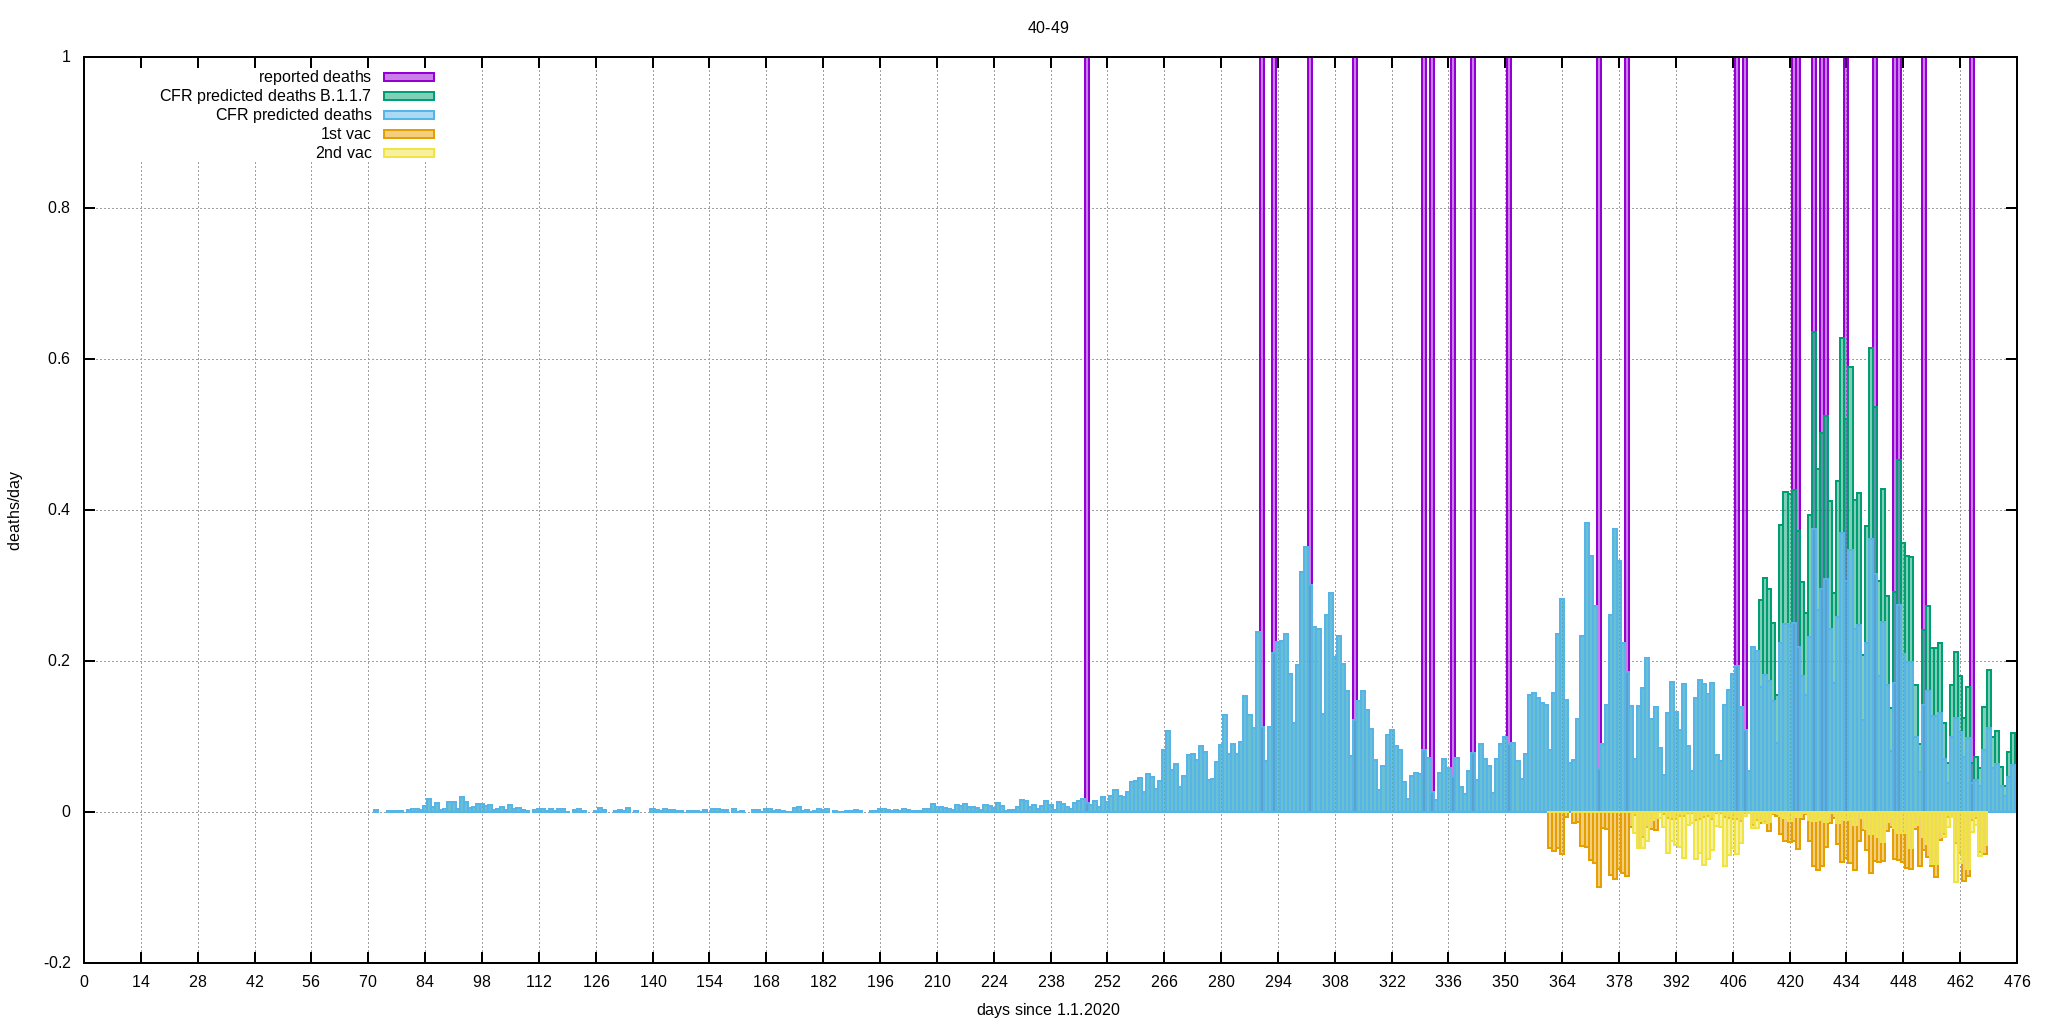 40-49
reported deaths
CFR predicted deaths B.1.1.7
CFR predicted deaths
1st vac
2nd vac
1
0.8
0.6
0.4
0.2
0
-0.2
deaths/day
0 14 28 42 56 70 84 98 112 126 140 154 168 182 196 210 224 238 252 266 280 294 308 322 336 350 364 378 392 406 420 434 448 462 476
days since 1.1.2020